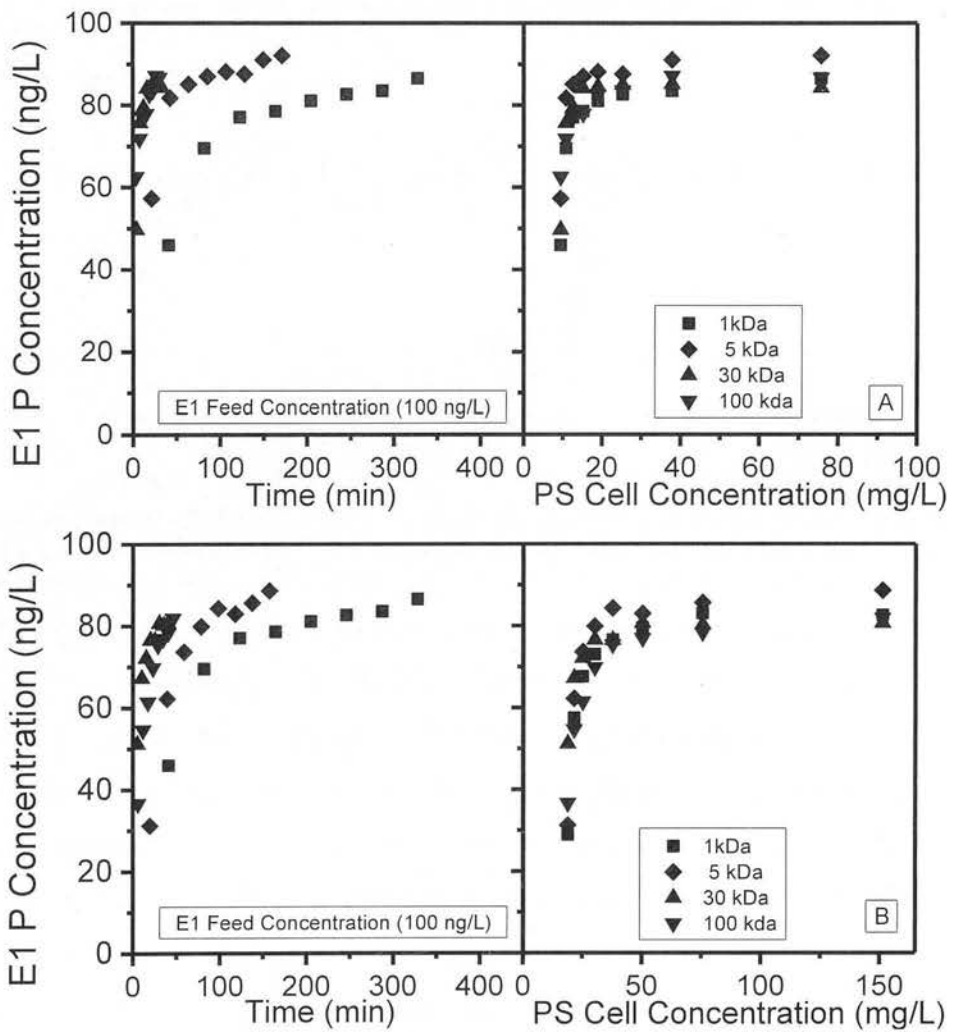 E1 P Concentration (ng/L)
100
80
60
40
20
0
E1 Feed Concentration (100 ng/L)
0 100 200 300 400
Time (min)
1kDa
5 kDa
30 kDa
100 kda
A
0 20 40 60 80 100
PS Cell Concentration (mg/L)
E1 P Concentration (ng/L)
100
80
60
40
20
0
E1 Feed Concentration (100 ng/L)
0 100 200 300 400
Time (min)
1kDa
5 kDa
30 kDa
100 kda
B
0 50 100 150
PS Cell Concentration (mg/L)